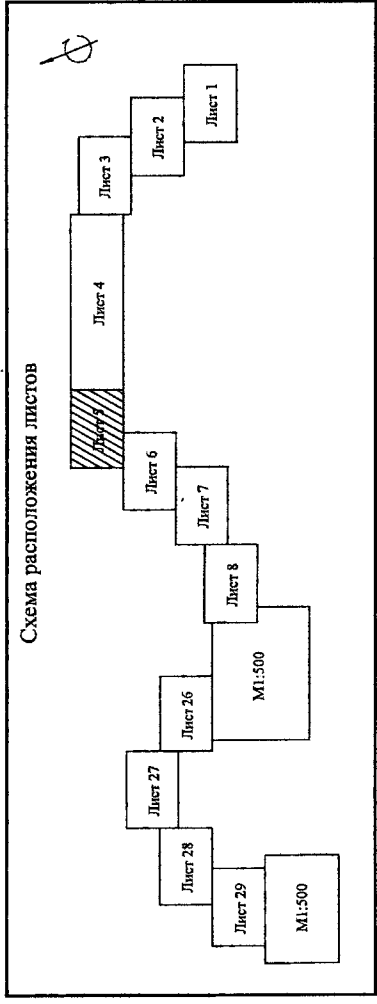 Схема расположения листов
Лист 1
Лист 2
Лист 3
Лист 4
Лист 5
Лист 6
Лист 7
Лист 8
М1:500
Лист 26
Лист 27
Лист 28
Лист 29
М1:500